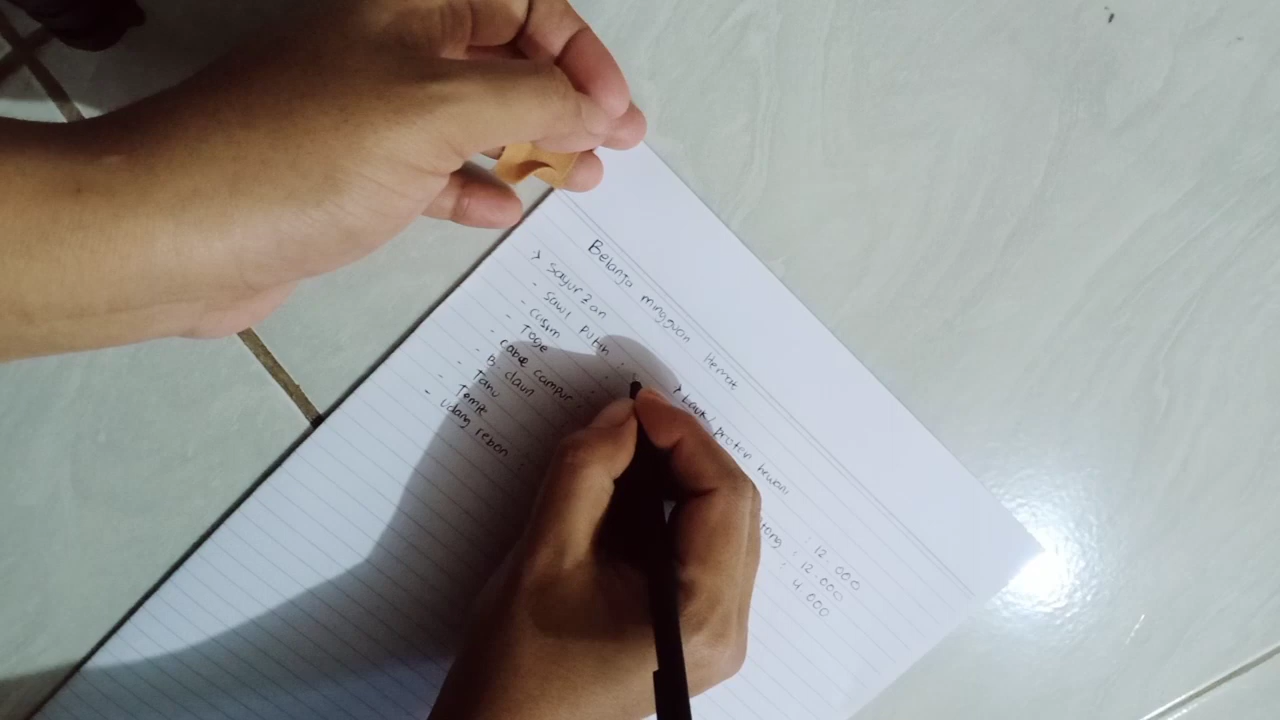 Belanja mingguan Hemat
> Sayur2an
- Sawi Putih :
- Caisim
- Toge
- Cabe campur :
- B. daun
- Tahu
- Tempe
- Udang rebon :
> Lauk/ protein hewani
: 12.000
: 12.000
: 4.000